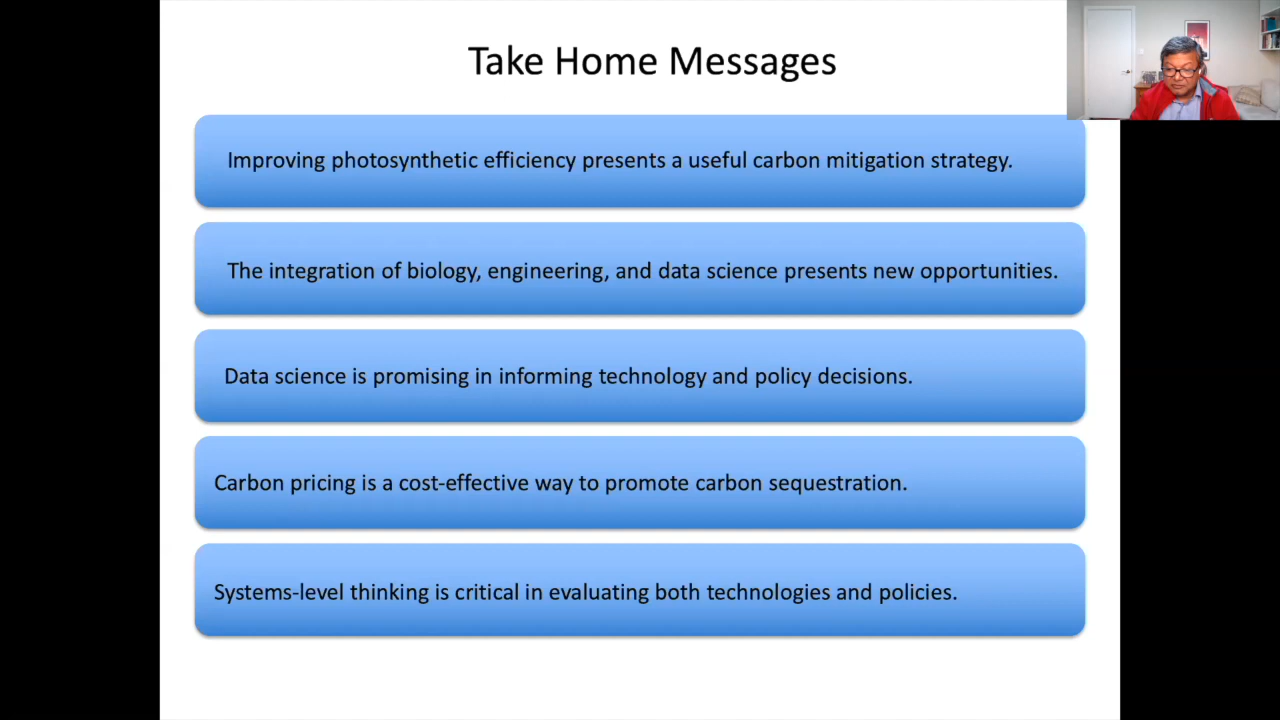 Take Home Messages
Improving photosynthetic efficiency presents a useful carbon mitigation strategy.
The integration of biology, engineering, and data science presents new opportunities.
Data science is promising in informing technology and policy decisions.
Carbon pricing is a cost-effective way to promote carbon sequestration.
Systems-level thinking is critical in evaluating both technologies and policies.